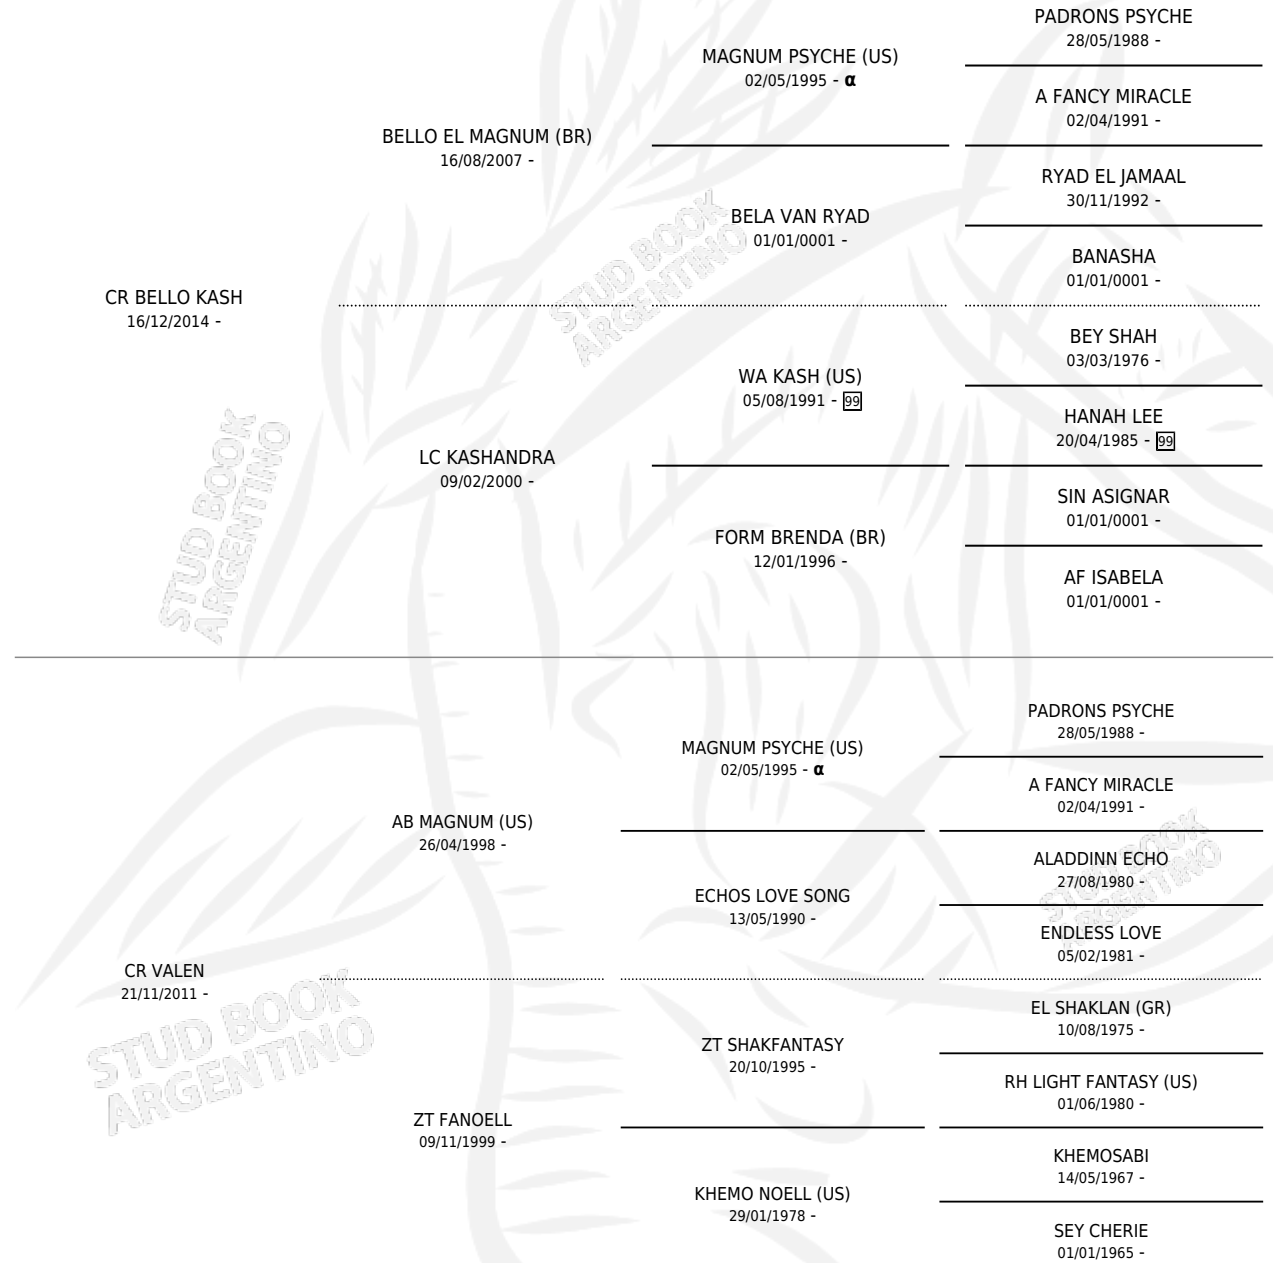 PADRONS PSYCHE
28/05/1988 -
MAGNUM PSYCHE (US)
02/05/1995 - α
A FANCY MIRACLE
02/04/1991 -
BELLO EL MAGNUM (BR)
16/08/2007 -
RYAD EL JAMAAL
30/11/1992 -
BELA VAN RYAD
01/01/0001 -
BANASHA
01/01/0001 -
CR BELLO KASH
16/12/2014 -
BEY SHAH
03/03/1976 -
WA KASH (US)
05/08/1991 - 99
HANAH LEE
20/04/1985 - 99
LC KASHANDRA
09/02/2000 -
SIN ASIGNAR
01/01/0001 -
FORM BRENDA (BR)
12/01/1996 -
AF ISABELA
01/01/0001 -
STUD BOOK
ARGENTINO
STUD BOOK
ARGENTINO
PADRONS PSYCHE
28/05/1988 -
MAGNUM PSYCHE (US)
02/05/1995 - α
A FANCY MIRACLE
02/04/1991 -
AB MAGNUM (US)
26/04/1998 -
ALADDINN ECHO
27/08/1980 -
ECHOS LOVE SONG
13/05/1990 -
ENDLESS LOVE
05/02/1981 -
CR VALEN
21/11/2011 -
EL SHAKLAN (GR)
10/08/1975 -
ZT SHAKFANTASY
20/10/1995 -
RH LIGHT FANTASY (US)
01/06/1980 -
ZT FANOELL
09/11/1999 -
KHEMOSABI
14/05/1967 -
KHEMO NOELL (US)
29/01/1978 -
SEY CHERIE
01/01/1965 -
STUD BOOK
ARGENTINO
STUD BOOK
ARGENTINO